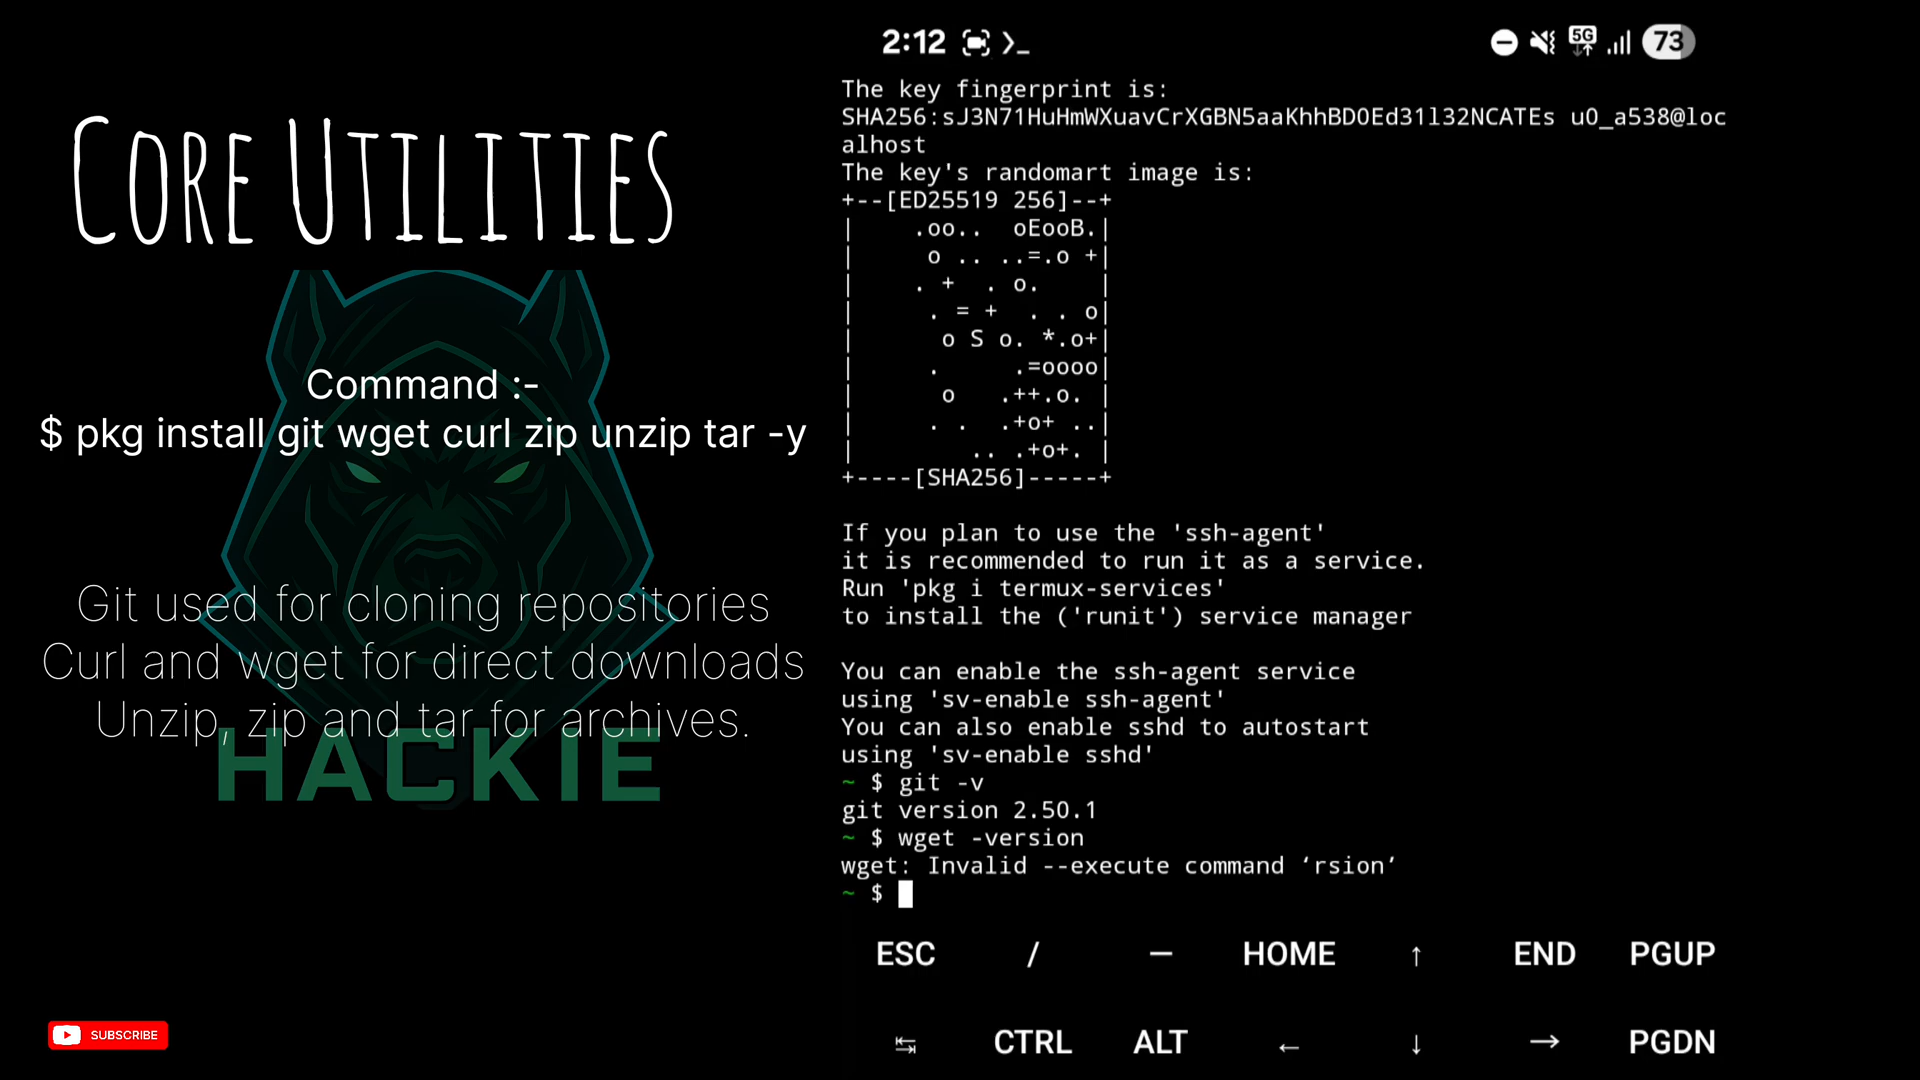 CORE UTILITIES
Command :-
$ pkg install git wget curl zip unzip tar -y
Git used for cloning repositories
Curl and wget for direct downloads
Unzip, zip and tar for archives.
HACKIE
SUBSCRIBE
2:12
5G
73
The key fingerprint is:
SHA256:sJ3N71HuHmWXuavCrXGBN5aaKhhBD0Ed31l32NCATEs u0_a538@loc
alhost
The key's randomart image is:
+--[ED25519 256]--+
|     .oo..  oEooB.|
|      o .. ..=.o +|
|     . +  . o.    |
|      . = +  . . o|
|       o S o. *.o+|
|      .     .=oooo|
|       o   .++.o. |
|      . .  .+o+ ..|
|         .. .+o+. |
+----[SHA256]-----+
If you plan to use the 'ssh-agent'
it is recommended to run it as a service.
Run 'pkg i termux-services'
to install the ('runit') service manager
You can enable the ssh-agent service
using 'sv-enable ssh-agent'
You can also enable sshd to autostart
using 'sv-enable sshd'
~ $ git -v
git version 2.50.1
~ $ wget -version
wget: Invalid --execute command ‘rsion’
~ $
ESC / — HOME ↑ END PGUP
↹ CTRL ALT ← ↓ → PGDN